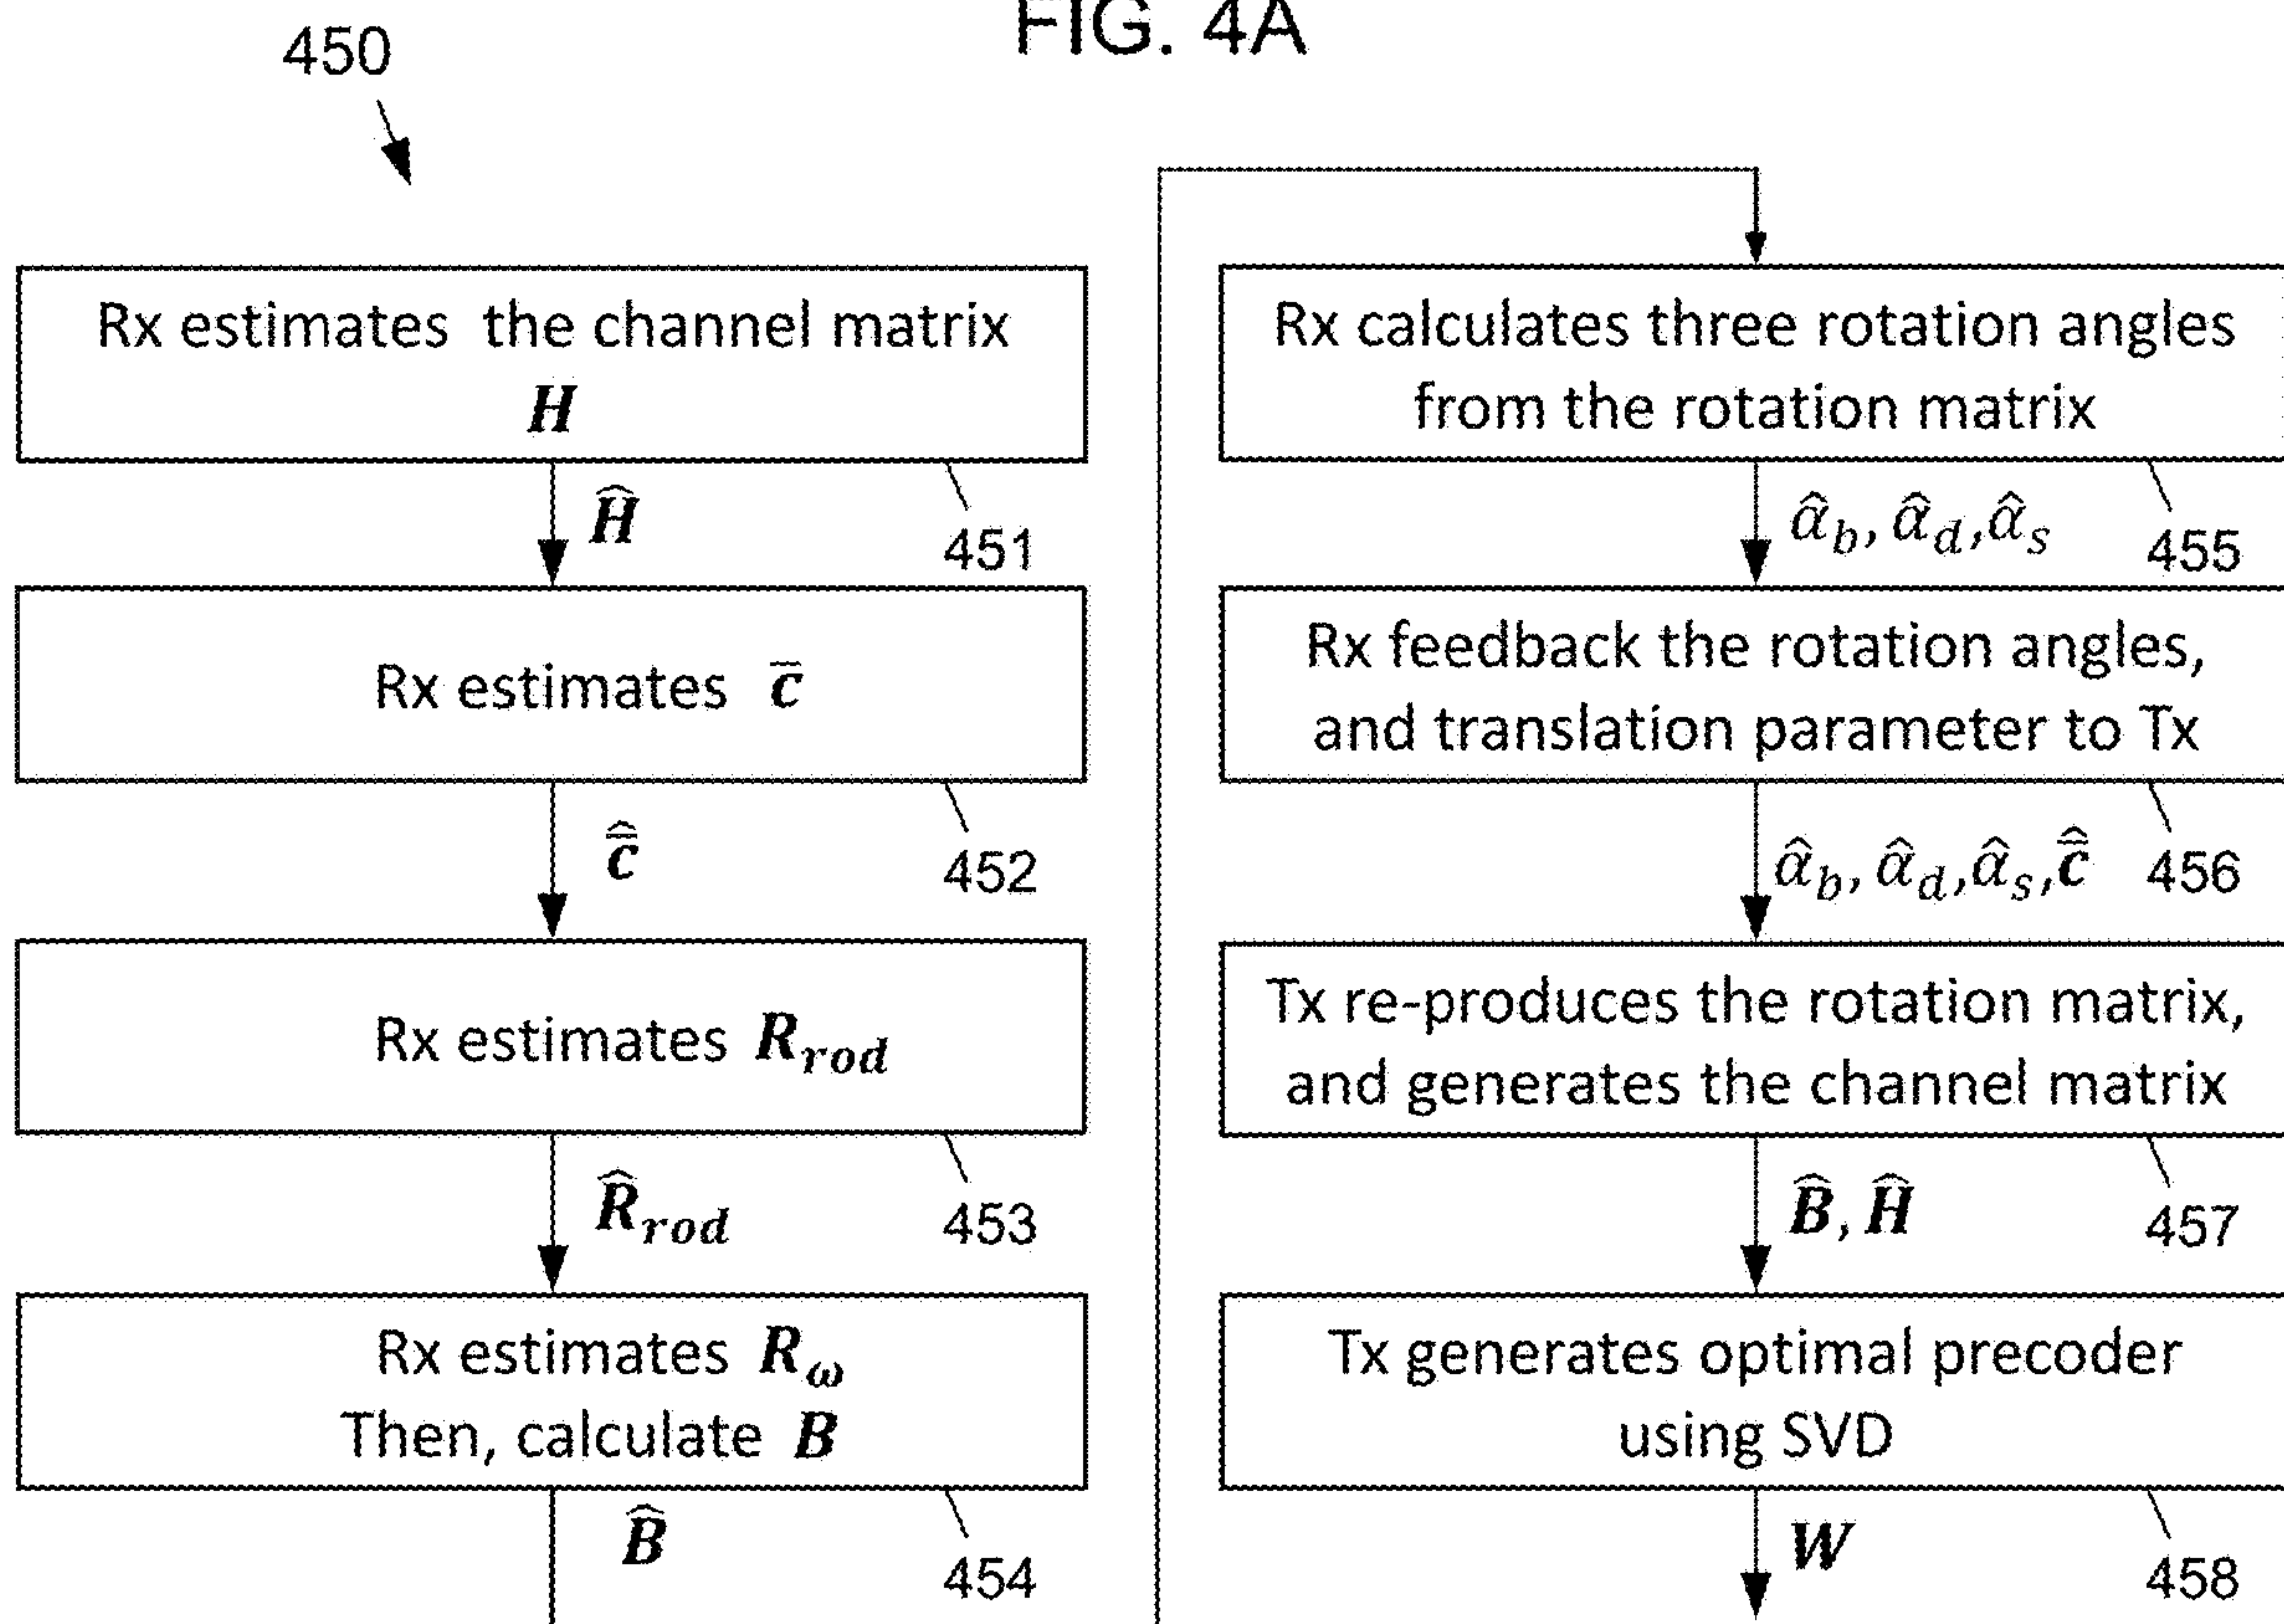 FIG. 4A
450
Rx estimates the channel matrix
H
Ĥ
451
Rx estimates c̄
c̄̂
452
Rx estimates R_rod
R̂_rod
453
Rx estimates R_ω
Then, calculate B
B̂
454
Rx calculates three rotation angles
from the rotation matrix
α̂_b, α̂_d,α̂_s
455
Rx feedback the rotation angles,
and translation parameter to Tx
α̂_b, α̂_d,α̂_s,c̄̂
456
Tx re-produces the rotation matrix,
and generates the channel matrix
B̂, Ĥ
457
Tx generates optimal precoder
using SVD
W
458